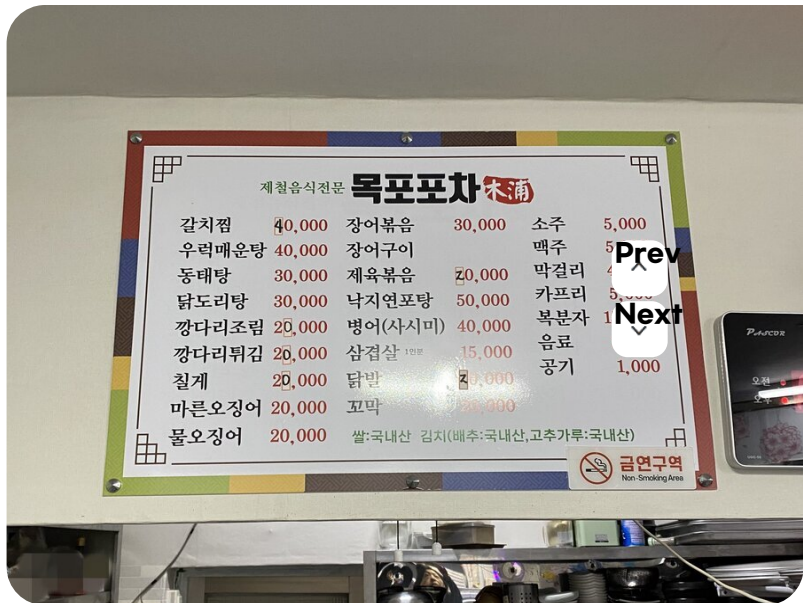 제철음식전문 목포포차 木浦
갈치찜 40,000 장어볶음 30,000 소주 5,000
우럭매운탕 40,000 장어구이 맥주
동태탕 30,000 제육볶음 20,000 막걸리
닭도리탕 30,000 낙지연포탕 50,000 카프리
깡다리조림 20,000 병어(사시미) 40,000 복분자
깡다리튀김 20,000 삼겹살 1인분 15,000 음료
칠게 20,000 닭발 20,000 공기 1,000
마른오징어 20,000 꼬막
물오징어 20,000 쌀:국내산 김치(배추:국내산,고추가루:국내산)
금연구역
Non-Smoking Area
Prev
Next
PASCOR
오전
오후